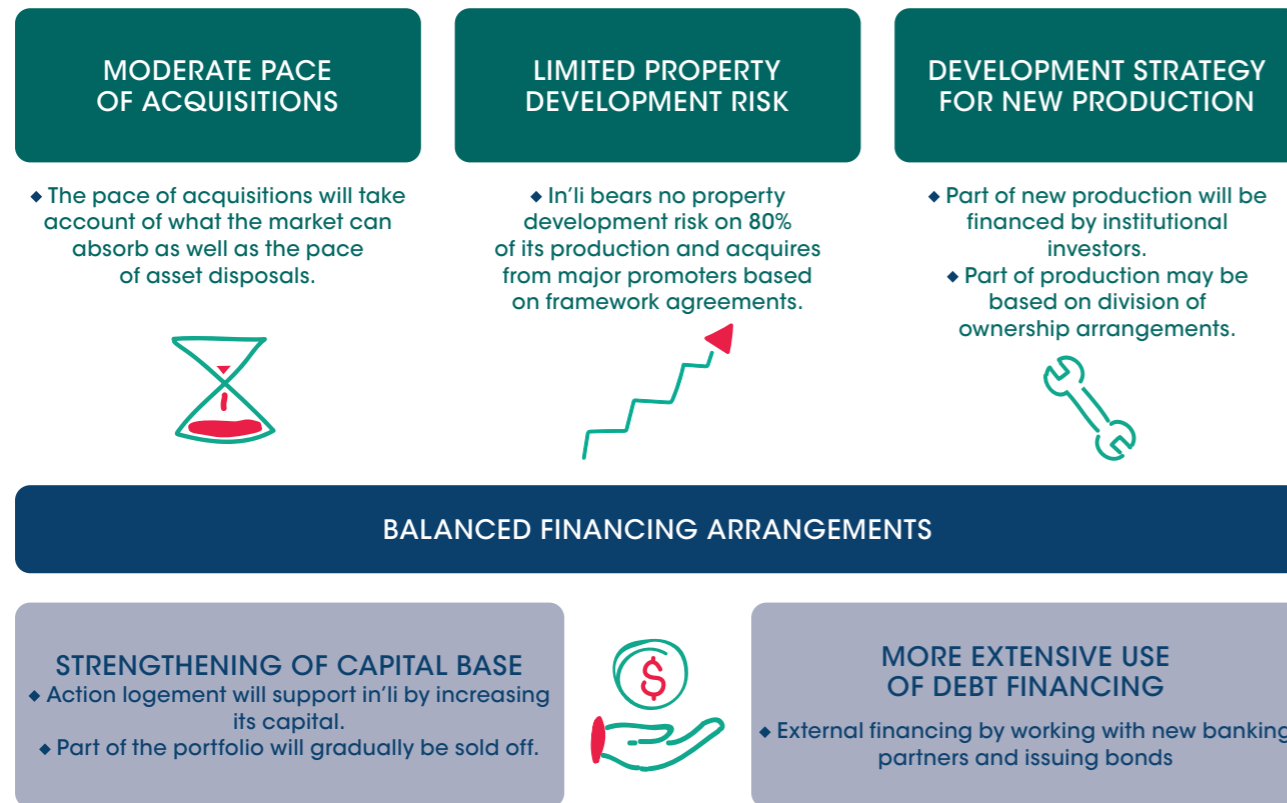 MODERATE PACE
OF ACQUISITIONS
◆ The pace of acquisitions will take
account of what the market can
absorb as well as the pace
of asset disposals.
LIMITED PROPERTY
DEVELOPMENT RISK
◆ In’li bears no property
development risk on 80%
of its production and acquires
from major promoters based
on framework agreements.
DEVELOPMENT STRATEGY
FOR NEW PRODUCTION
◆ Part of new production will be
financed by institutional
investors.
◆ Part of production may be
based on division of
ownership arrangements.
BALANCED FINANCING ARRANGEMENTS
STRENGTHENING OF CAPITAL BASE
◆ Action logement will support in’li by increasing
its capital.
◆ Part of the portfolio will gradually be sold off.
$
MORE EXTENSIVE USE
OF DEBT FINANCING
◆ External financing by working with new banking
partners and issuing bonds